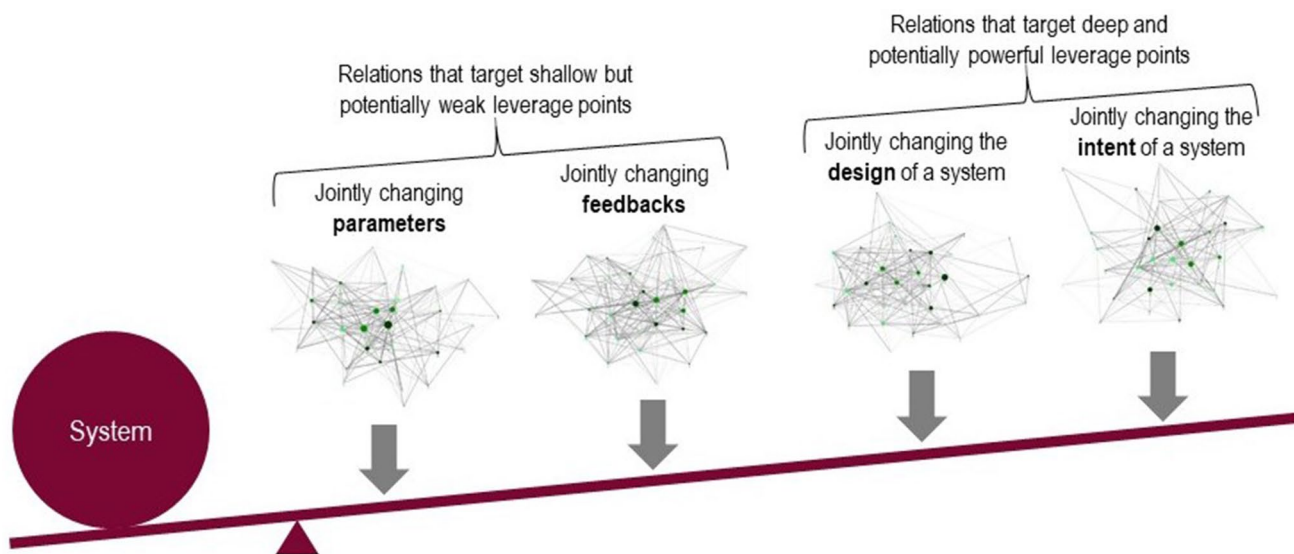 Relations that target deep and
potentially powerful leverage points
Relations that target shallow but
potentially weak leverage points
Jointly changing
parameters
Jointly changing
feedbacks
Jointly changing the
design of a system
Jointly changing the
intent of a system
System